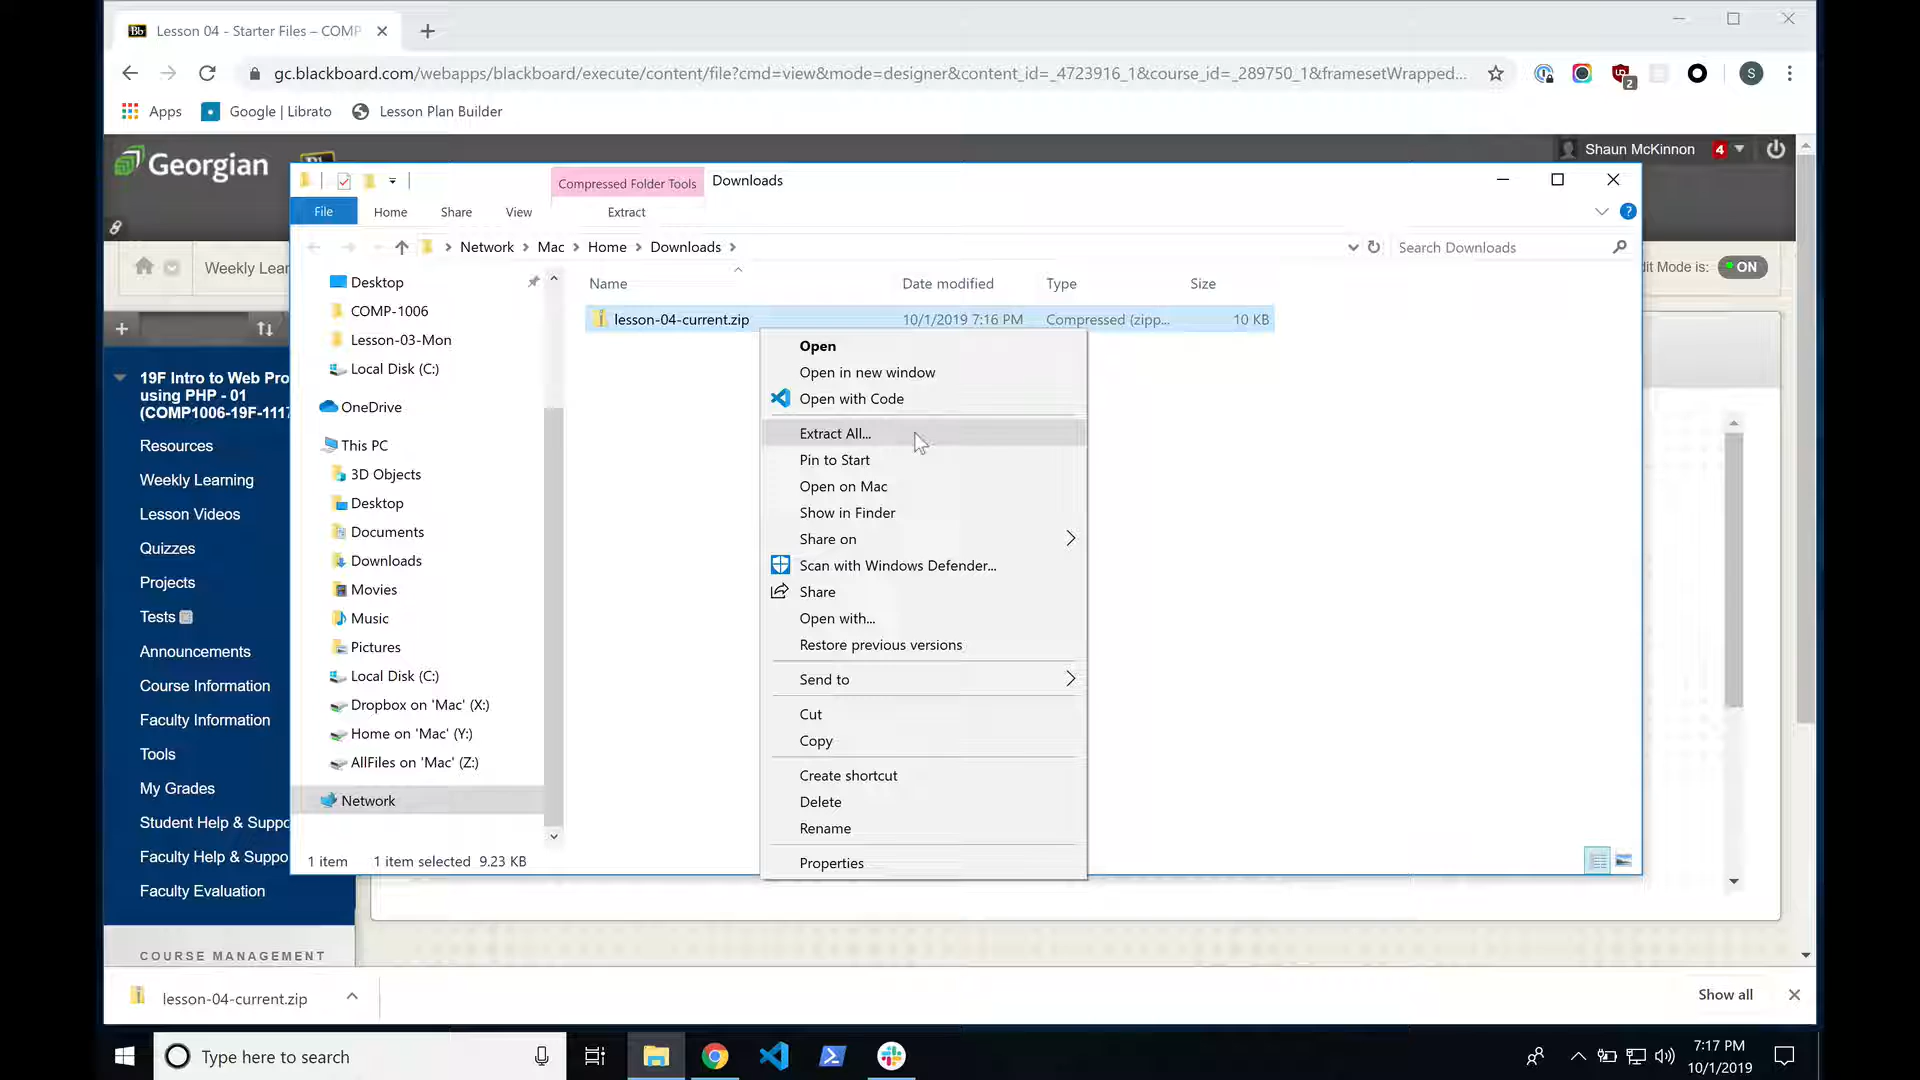 Lesson 04 - Starter Files – COMP
gc.blackboard.com/webapps/blackboard/execute/content/file?cmd=view&mode=designer&content_id=_4723916_1&course_id=_289750_1&framesetWrapped...
2
S
Apps
Google | Librato
Lesson Plan Builder
Georgian
Shaun McKinnon
4
Compressed Folder Tools
Downloads
File
Home
Share
View
Extract
Network
Mac
Home
Downloads
Search Downloads
Weekly Lear
dit Mode is:
ON
Desktop
COMP-1006
Lesson-03-Mon
Local Disk (C:)
OneDrive
This PC
3D Objects
Desktop
Documents
Downloads
Movies
Music
Pictures
Local Disk (C:)
Dropbox on 'Mac' (X:)
Home on 'Mac' (Y:)
AllFiles on 'Mac' (Z:)
Network
Name
Date modified
Type
Size
lesson-04-current.zip
10/1/2019 7:16 PM
Compressed (zipp...
10 KB
Open
Open in new window
Open with Code
Extract All...
Pin to Start
Open on Mac
Show in Finder
Share on
Scan with Windows Defender...
Share
Open with...
Restore previous versions
Send to
Cut
Copy
Create shortcut
Delete
Rename
Properties
1 item
1 item selected 9.23 KB
19F Intro to Web Pro
using PHP - 01
(COMP1006-19F-1117
Resources
Weekly Learning
Lesson Videos
Quizzes
Projects
Tests
Announcements
Course Information
Faculty Information
Tools
My Grades
Student Help & Suppo
Faculty Help & Suppo
Faculty Evaluation
COURSE MANAGEMENT
lesson-04-current.zip
Show all
Type here to search
7:17 PM
10/1/2019